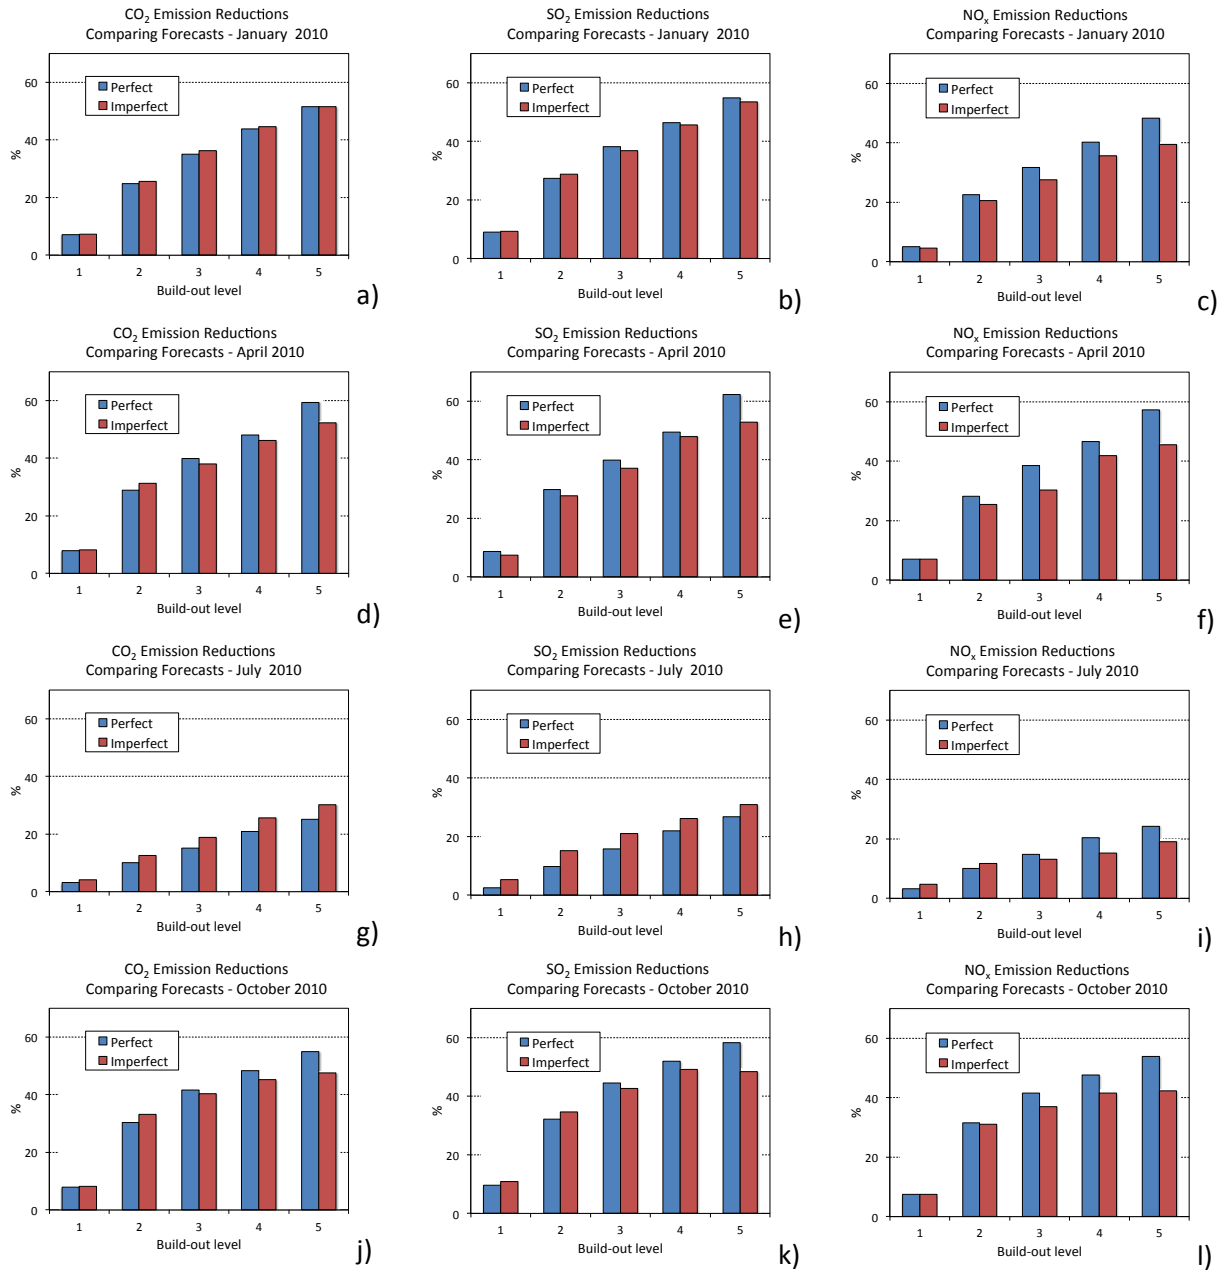 CO₂ Emission Reductions
Comparing Forecasts - January 2010
60
40
20
0
%
Perfect
Imperfect
1 2 3 4 5
Build-out level
a)
SO₂ Emission Reductions
Comparing Forecasts - January 2010
60
40
20
0
%
Perfect
Imperfect
1 2 3 4 5
Build-out level
b)
NOₓ Emission Reductions
Comparing Forecasts - January 2010
60
40
20
0
%
Perfect
Imperfect
1 2 3 4 5
Build-out level
c)
CO₂ Emission Reductions
Comparing Forecasts - April 2010
60
40
20
0
%
Perfect
Imperfect
1 2 3 4 5
Build-out level
d)
SO₂ Emission Reductions
Comparing Forecasts - April 2010
60
40
20
0
%
Perfect
Imperfect
1 2 3 4 5
Build-out level
e)
NOₓ Emission Reductions
Comparing Forecasts - April 2010
60
40
20
0
%
Perfect
Imperfect
1 2 3 4 5
Build-out level
f)
CO₂ Emission Reductions
Comparing Forecasts - July 2010
60
40
20
0
%
Perfect
Imperfect
1 2 3 4 5
Build-out level
g)
SO₂ Emission Reductions
Comparing Forecasts - July 2010
60
40
20
0
%
Perfect
Imperfect
1 2 3 4 5
Build-out level
h)
NOₓ Emission Reductions
Comparing Forecasts - July 2010
60
40
20
0
%
Perfect
Imperfect
1 2 3 4 5
Build-out level
i)
CO₂ Emission Reductions
Comparing Forecasts - October 2010
60
40
20
0
%
Perfect
Imperfect
1 2 3 4 5
Build-out level
j)
SO₂ Emission Reductions
Comparing Forecasts - October 2010
60
40
20
0
%
Perfect
Imperfect
1 2 3 4 5
Build-out level
k)
NOₓ Emission Reductions
Comparing Forecasts - October 2010
60
40
20
0
%
Perfect
Imperfect
1 2 3 4 5
Build-out level
l)